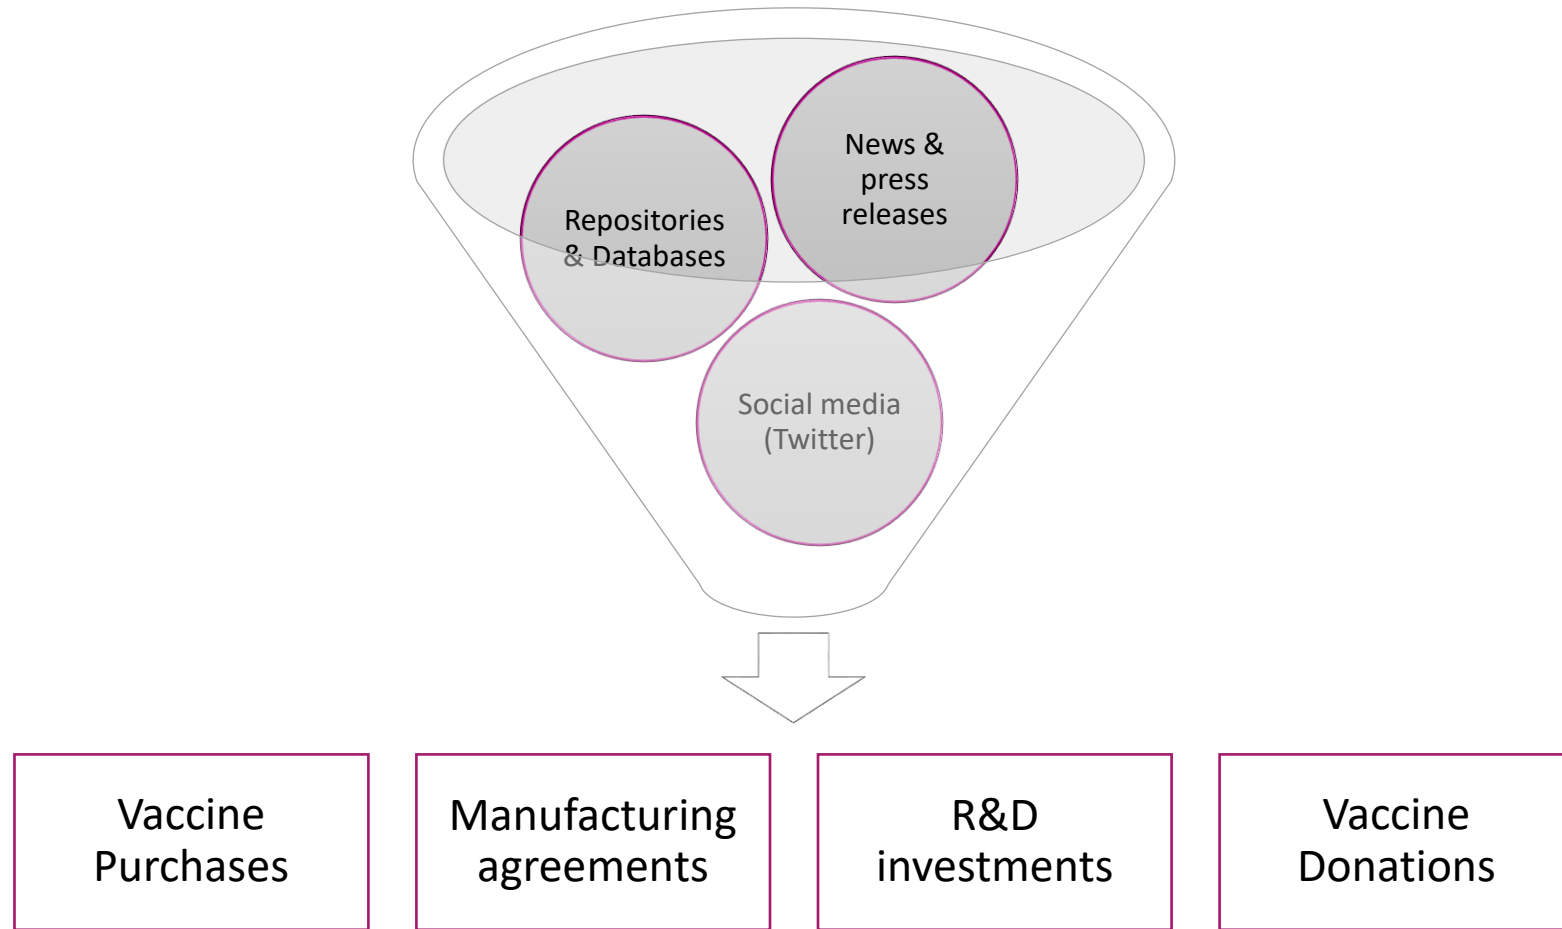 News &
press
releases
Repositories
& Databases
Social media
(Twitter)
Vaccine
Purchases
Manufacturing
agreements
R&D
investments
Vaccine
Donations